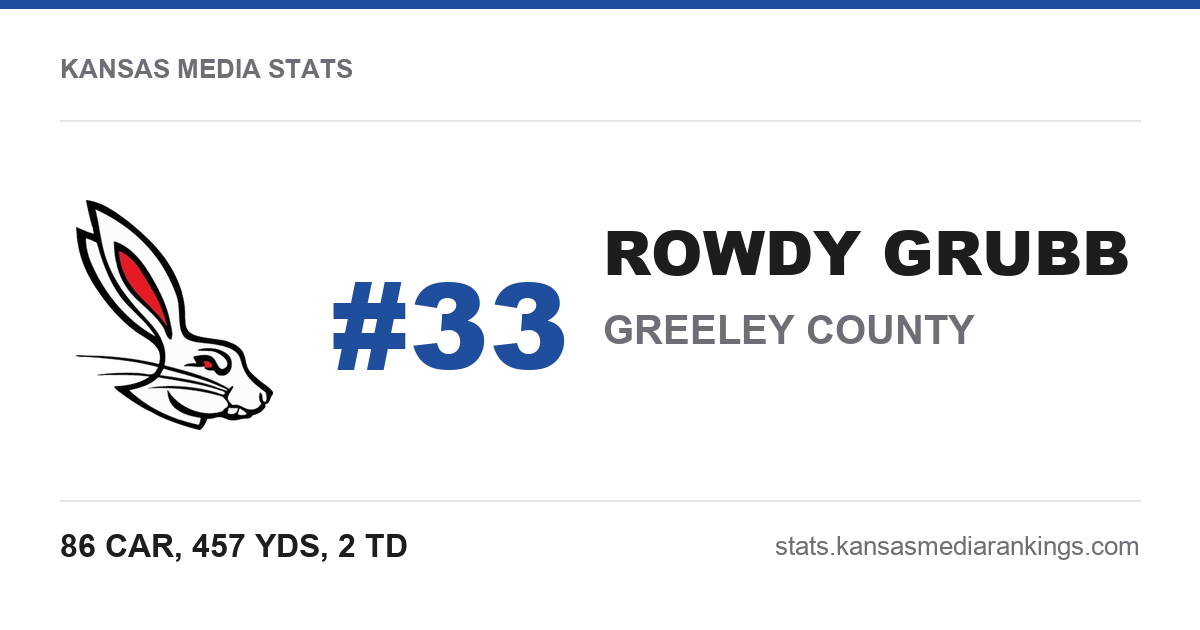 KANSAS MEDIA STATS
#33
ROWDY GRUBB
GREELEY COUNTY
86 CAR, 457 YDS, 2 TD
stats.kansasmediarankings.com